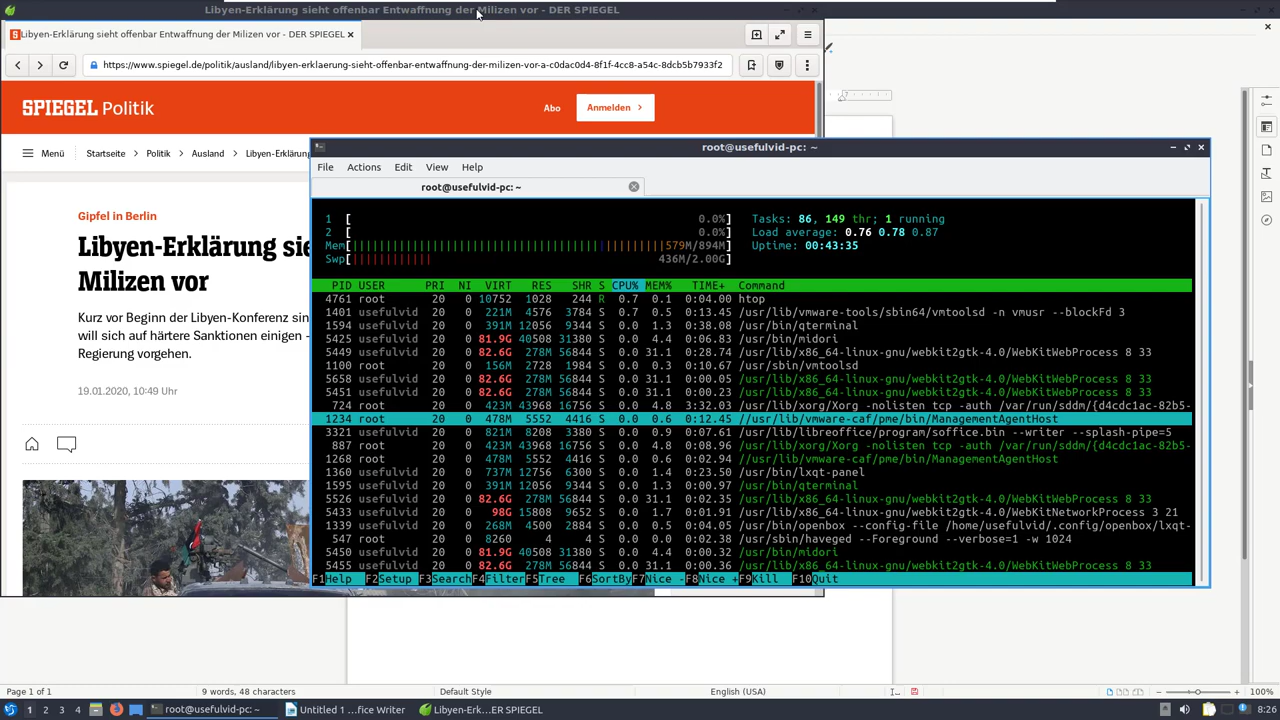 Libyen-Erklärung sieht offenbar Entwaffnung der Milizen vor - DER SPIEGEL
Libyen-Erklärung sieht offenbar Entwaffnung der Milizen vor - DER SPIEGEL
https://www.spiegel.de/politik/ausland/libyen-erklaerung-sieht-offenbar-entwaffnung-der-milizen-vor-a-c0dac0d4-8f1f-4cc8-a54c-8dcb5b7933f2
SPIEGEL Politik
Abo
Anmelden
Menü Startseite Politik Ausland Libyen-Erklärung
Gipfel in Berlin
Libyen-Erklärung sie
Milizen vor
Kurz vor Beginn der Libyen-Konferenz sin
will sich auf härtere Sanktionen einigen -
Regierung vorgehen.
19.01.2020, 10:49 Uhr
root@usefulvid-pc: ~
File Actions Edit View Help
root@usefulvid-pc: ~
1 [ 0.0%] Tasks: 86, 149 thr; 1 running
2 [ 0.0%] Load average: 0.76 0.78 0.87
Mem[579M/894M] Uptime: 00:43:35
Swp[436M/2.00G]
PID USER PRI NI VIRT RES SHR S CPU% MEM% TIME+ Command
4761 root 20 0 10752 1028 244 R 0.7 0.1 0:04.00 htop
1401 usefulvid 20 0 221M 4576 3784 S 0.7 0.5 0:13.45 /usr/lib/vmware-tools/sbin64/vmtoolsd -n vmusr --blockFd 3
1594 usefulvid 20 0 391M 12056 9344 S 0.0 1.3 0:38.08 /usr/bin/qterminal
5425 usefulvid 20 0 81.9G 40508 31380 S 0.0 4.4 0:06.83 /usr/bin/midori
5449 usefulvid 20 0 82.6G 278M 56844 S 0.0 31.1 0:28.74 /usr/lib/x86_64-linux-gnu/webkit2gtk-4.0/WebKitWebProcess 8 33
1100 root 20 0 156M 2728 1984 S 0.0 0.3 0:10.67 /usr/sbin/vmtoolsd
5658 usefulvid 20 0 82.6G 278M 56844 S 0.0 31.1 0:00.05 /usr/lib/x86_64-linux-gnu/webkit2gtk-4.0/WebKitWebProcess 8 33
5451 usefulvid 20 0 82.6G 278M 56844 S 0.0 31.1 0:00.23 /usr/lib/x86_64-linux-gnu/webkit2gtk-4.0/WebKitWebProcess 8 33
724 root 20 0 423M 43968 16756 S 0.0 4.8 3:32.03 /usr/lib/xorg/Xorg -nolisten tcp -auth /var/run/sddm/{d4cdc1ac-82b5-
1234 root 20 0 478M 5552 4416 S 0.0 0.6 0:12.45 //usr/lib/vmware-caf/pme/bin/ManagementAgentHost
3321 usefulvid 20 0 821M 8208 3380 S 0.0 0.9 0:07.61 /usr/lib/libreoffice/program/soffice.bin --writer --splash-pipe=5
887 root 20 0 423M 43968 16756 S 0.0 4.8 0:08.96 /usr/lib/xorg/Xorg -nolisten tcp -auth /var/run/sddm/{d4cdc1ac-82b5-
1268 root 20 0 478M 5552 4416 S 0.0 0.6 0:02.94 //usr/lib/vmware-caf/pme/bin/ManagementAgentHost
1360 usefulvid 20 0 737M 12756 6300 S 0.0 1.4 0:23.50 /usr/bin/lxqt-panel
1595 usefulvid 20 0 391M 12056 9344 S 0.0 1.3 0:00.97 /usr/bin/qterminal
5526 usefulvid 20 0 82.6G 278M 56844 S 0.0 31.1 0:02.35 /usr/lib/x86_64-linux-gnu/webkit2gtk-4.0/WebKitWebProcess 8 33
5433 usefulvid 20 0 98G 15808 9652 S 0.0 1.7 0:01.91 /usr/lib/x86_64-linux-gnu/webkit2gtk-4.0/WebKitNetworkProcess 3 21
1339 usefulvid 20 0 268M 4500 2884 S 0.0 0.5 0:04.05 /usr/bin/openbox --config-file /home/usefulvid/.config/openbox/lxqt-
547 root 20 0 8260 4 4 S 0.0 0.0 0:02.38 /usr/sbin/haveged --Foreground --verbose=1 -w 1024
5450 usefulvid 20 0 81.9G 40508 31380 S 0.0 4.4 0:00.32 /usr/bin/midori
5455 usefulvid 20 0 82.6G 278M 56844 S 0.0 31.1 0:00.36 /usr/lib/x86_64-linux-gnu/webkit2gtk-4.0/WebKitWebProcess 8 33
F1Help F2Setup F3Search F4Filter F5Tree F6SortBy F7Nice - F8Nice + F9Kill F10Quit
Page 1 of 1 9 words, 48 characters Default Style English (USA) 100%
1 2 3 4 root@usefulvid-pc: ~ Untitled 1 ...fice Writer Libyen-Erk...ER SPIEGEL 8:26